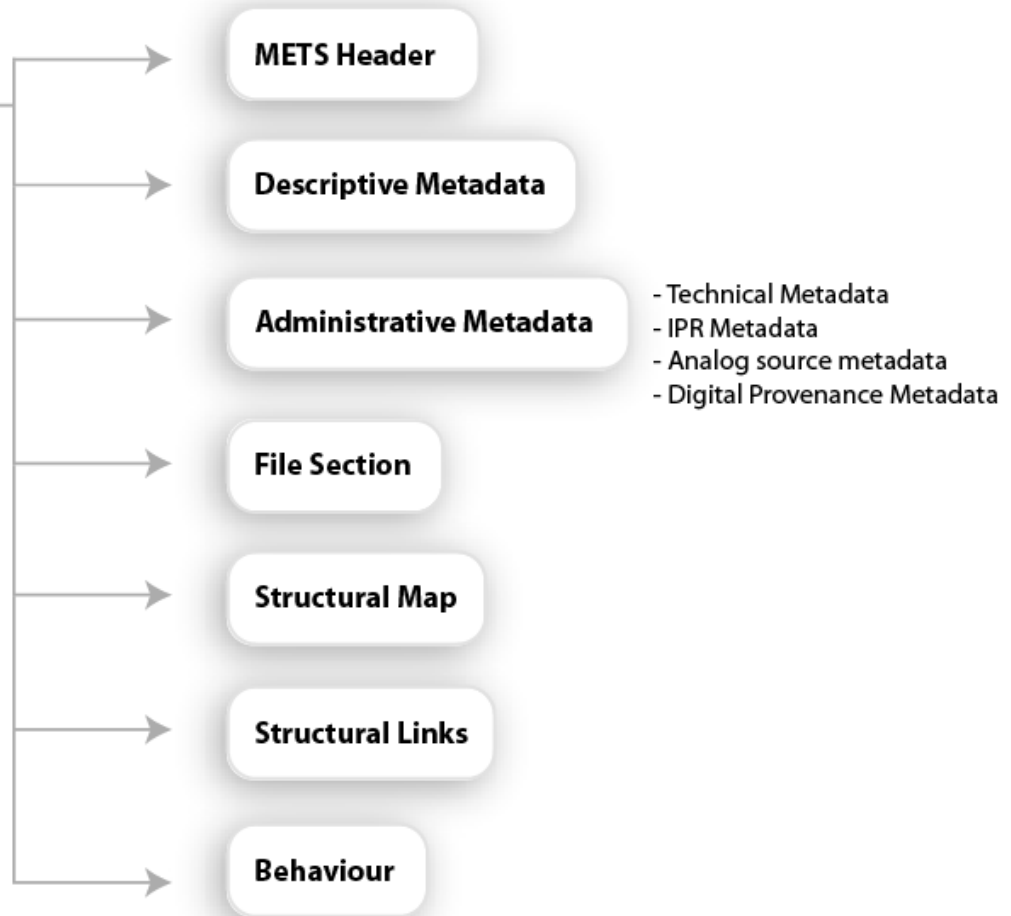 METS Header
Descriptive Metadata
Administrative Metadata
- Technical Metadata
- IPR Metadata
- Analog source metadata
- Digital Provenance Metadata
File Section
Structural Map
Structural Links
Behaviour